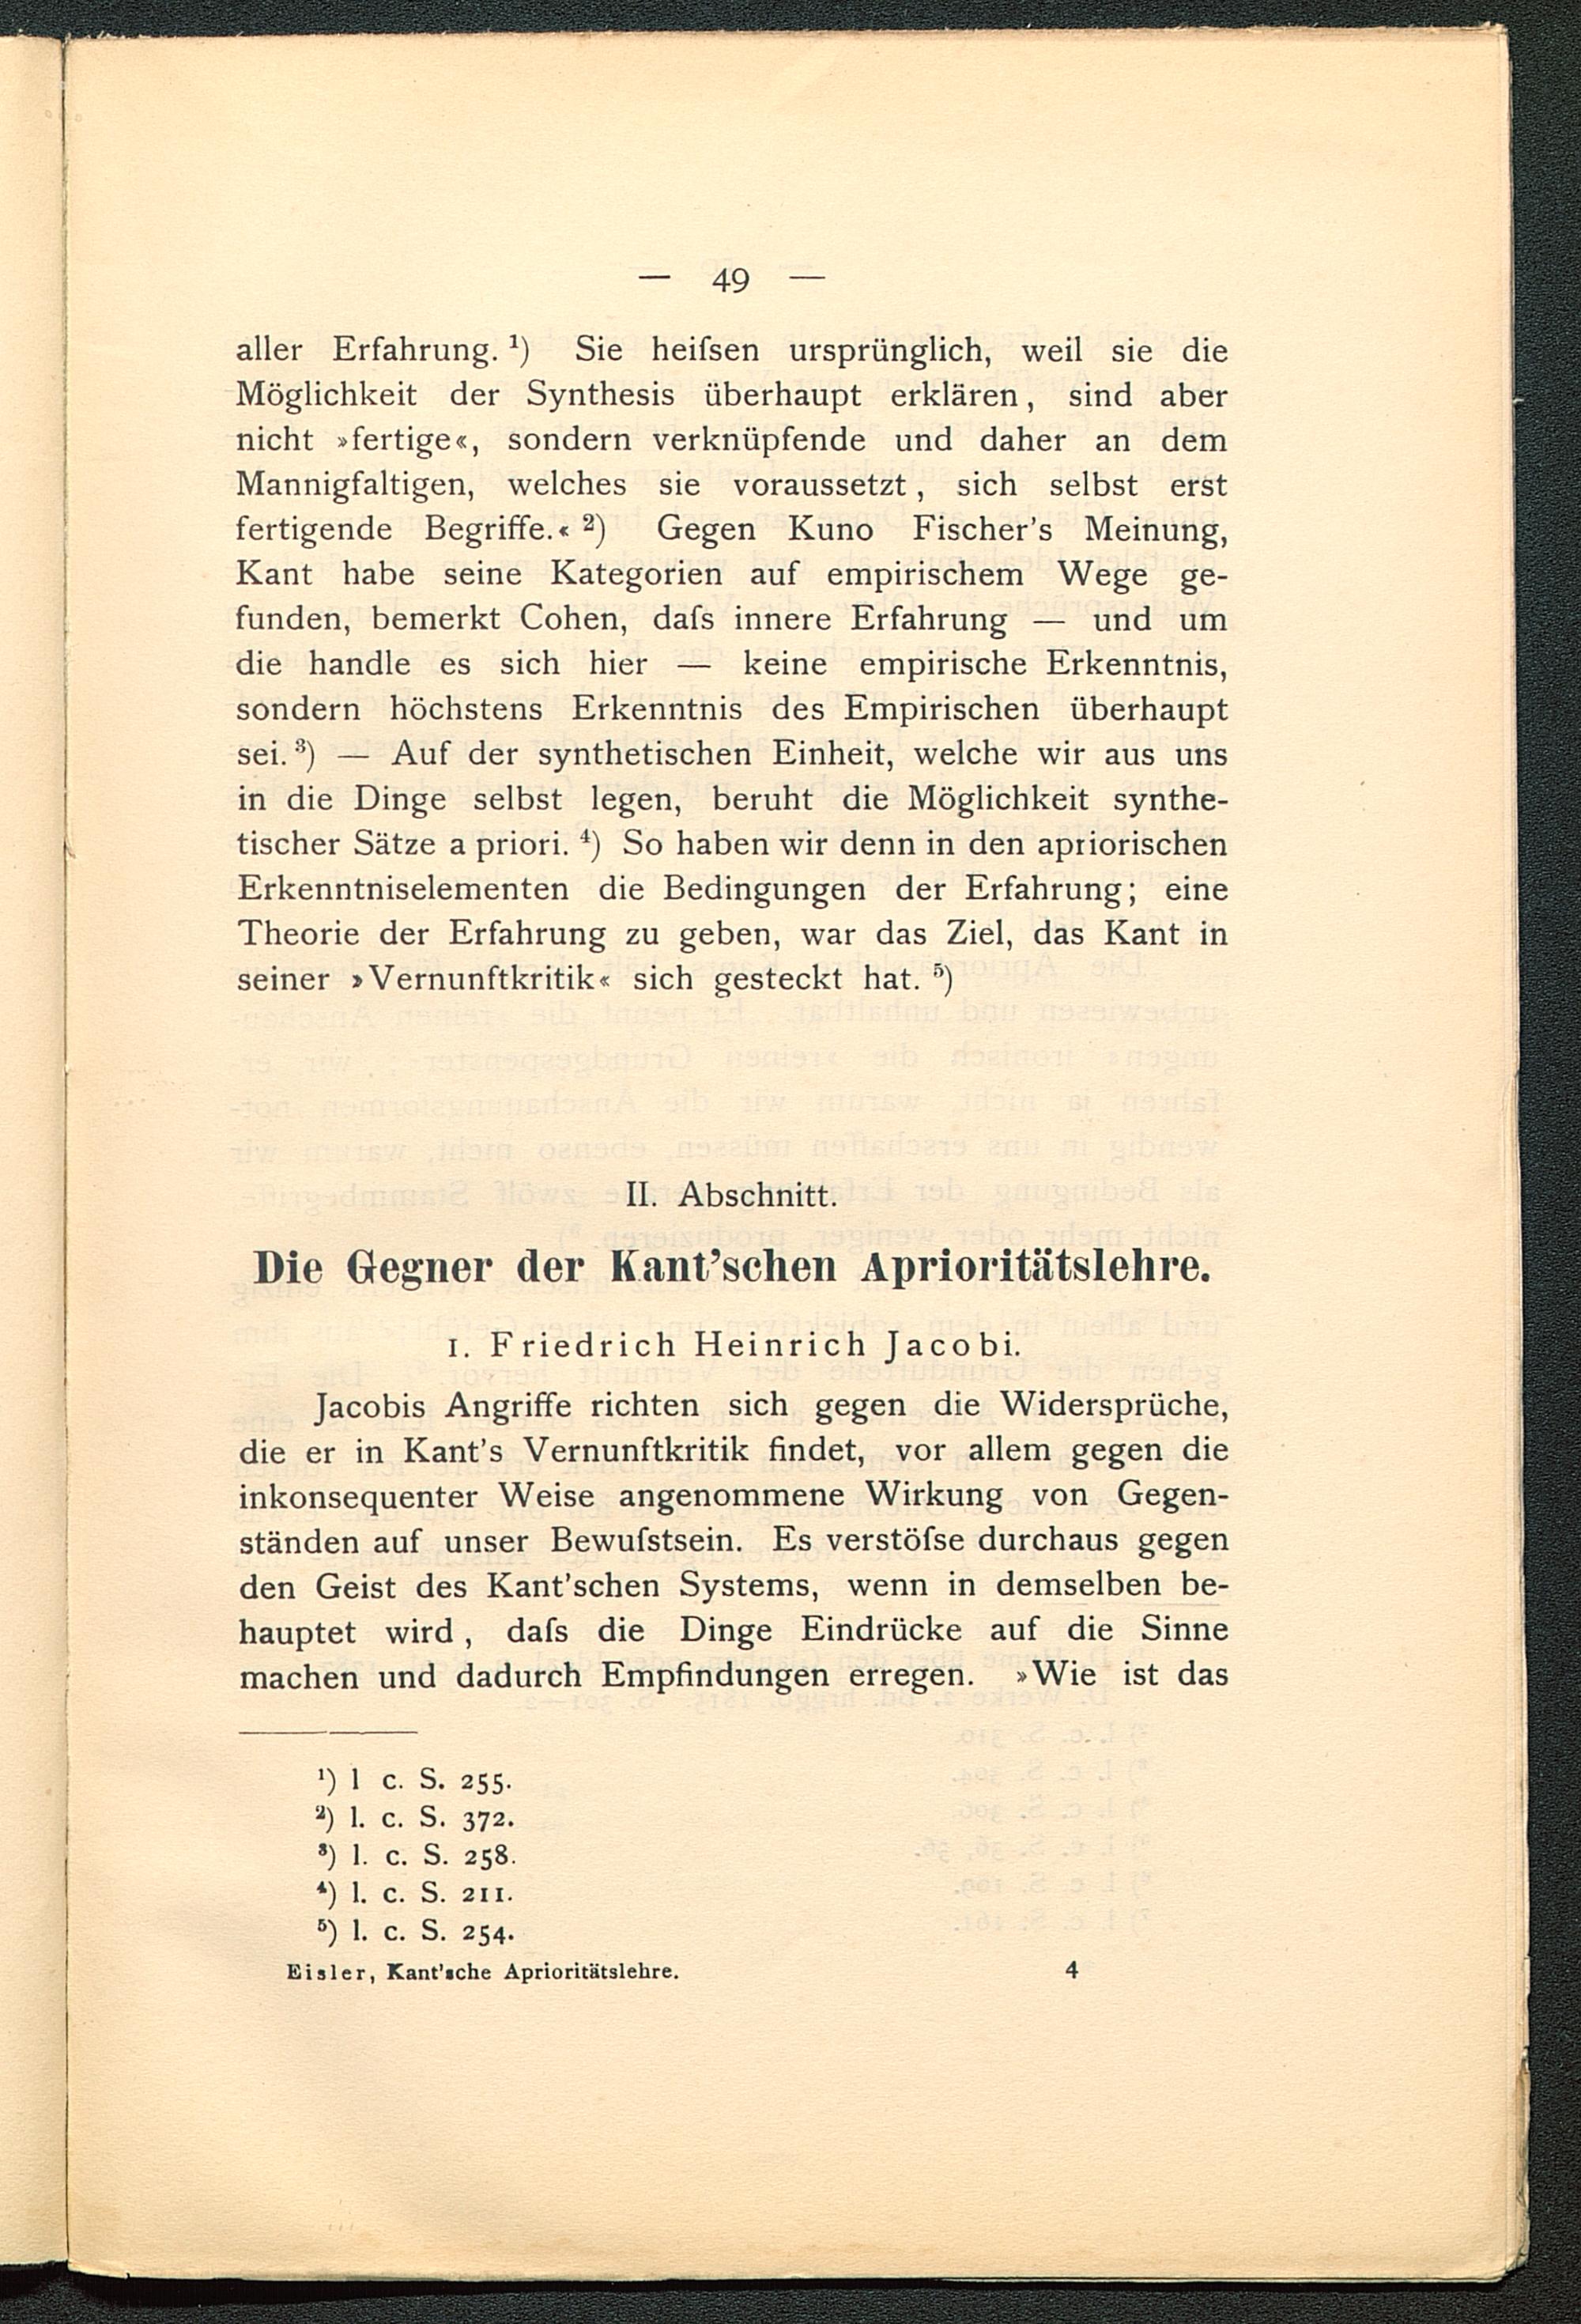 — 49 —
aller Erfahrung. ¹) Sie heiſsen ursprünglich, weil sie die
Möglichkeit der Synthesis überhaupt erklären, sind aber
nicht »fertige«, sondern verknüpfende und daher an dem
Mannigfaltigen, welches sie voraussetzt, sich selbst erst
fertigende Begriffe.« ²) Gegen Kuno Fischer's Meinung,
Kant habe seine Kategorien auf empirischem Wege ge-
funden, bemerkt Cohen, daſs innere Erfahrung — und um
die handle es sich hier — keine empirische Erkenntnis,
sondern höchstens Erkenntnis des Empirischen überhaupt
sei. ³) — Auf der synthetischen Einheit, welche wir aus uns
in die Dinge selbst legen, beruht die Möglichkeit synthe-
tischer Sätze a priori. ⁴) So haben wir denn in den apriorischen
Erkenntniselementen die Bedingungen der Erfahrung; eine
Theorie der Erfahrung zu geben, war das Ziel, das Kant in
seiner »Vernunftkritik« sich gesteckt hat. ⁵)
II. Abschnitt.
Die Gegner der Kant'schen Aprioritätslehre.
1. Friedrich Heinrich Jacobi.
Jacobis Angriffe richten sich gegen die Widersprüche,
die er in Kant's Vernunftkritik findet, vor allem gegen die
inkonsequenter Weise angenommene Wirkung von Gegen-
ständen auf unser Bewuſstsein. Es verstöſse durchaus gegen
den Geist des Kant'schen Systems, wenn in demselben be-
hauptet wird, daſs die Dinge Eindrücke auf die Sinne
machen und dadurch Empfindungen erregen. »Wie ist das
¹) l c. S. 255.
²) l. c. S. 372.
³) l. c. S. 258.
⁴) l. c. S. 211.
⁵) l. c. S. 254.
Eisler, Kant'sche Aprioritätslehre. 4